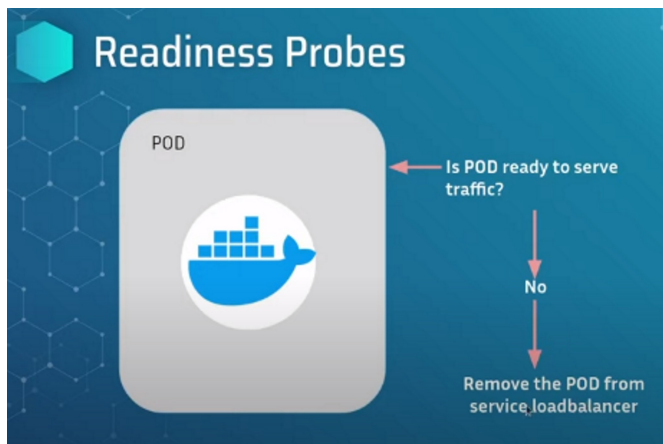 Readiness Probes
POD
Is POD ready to serve
traffic?
No
Remove the POD from
service loadbalancer